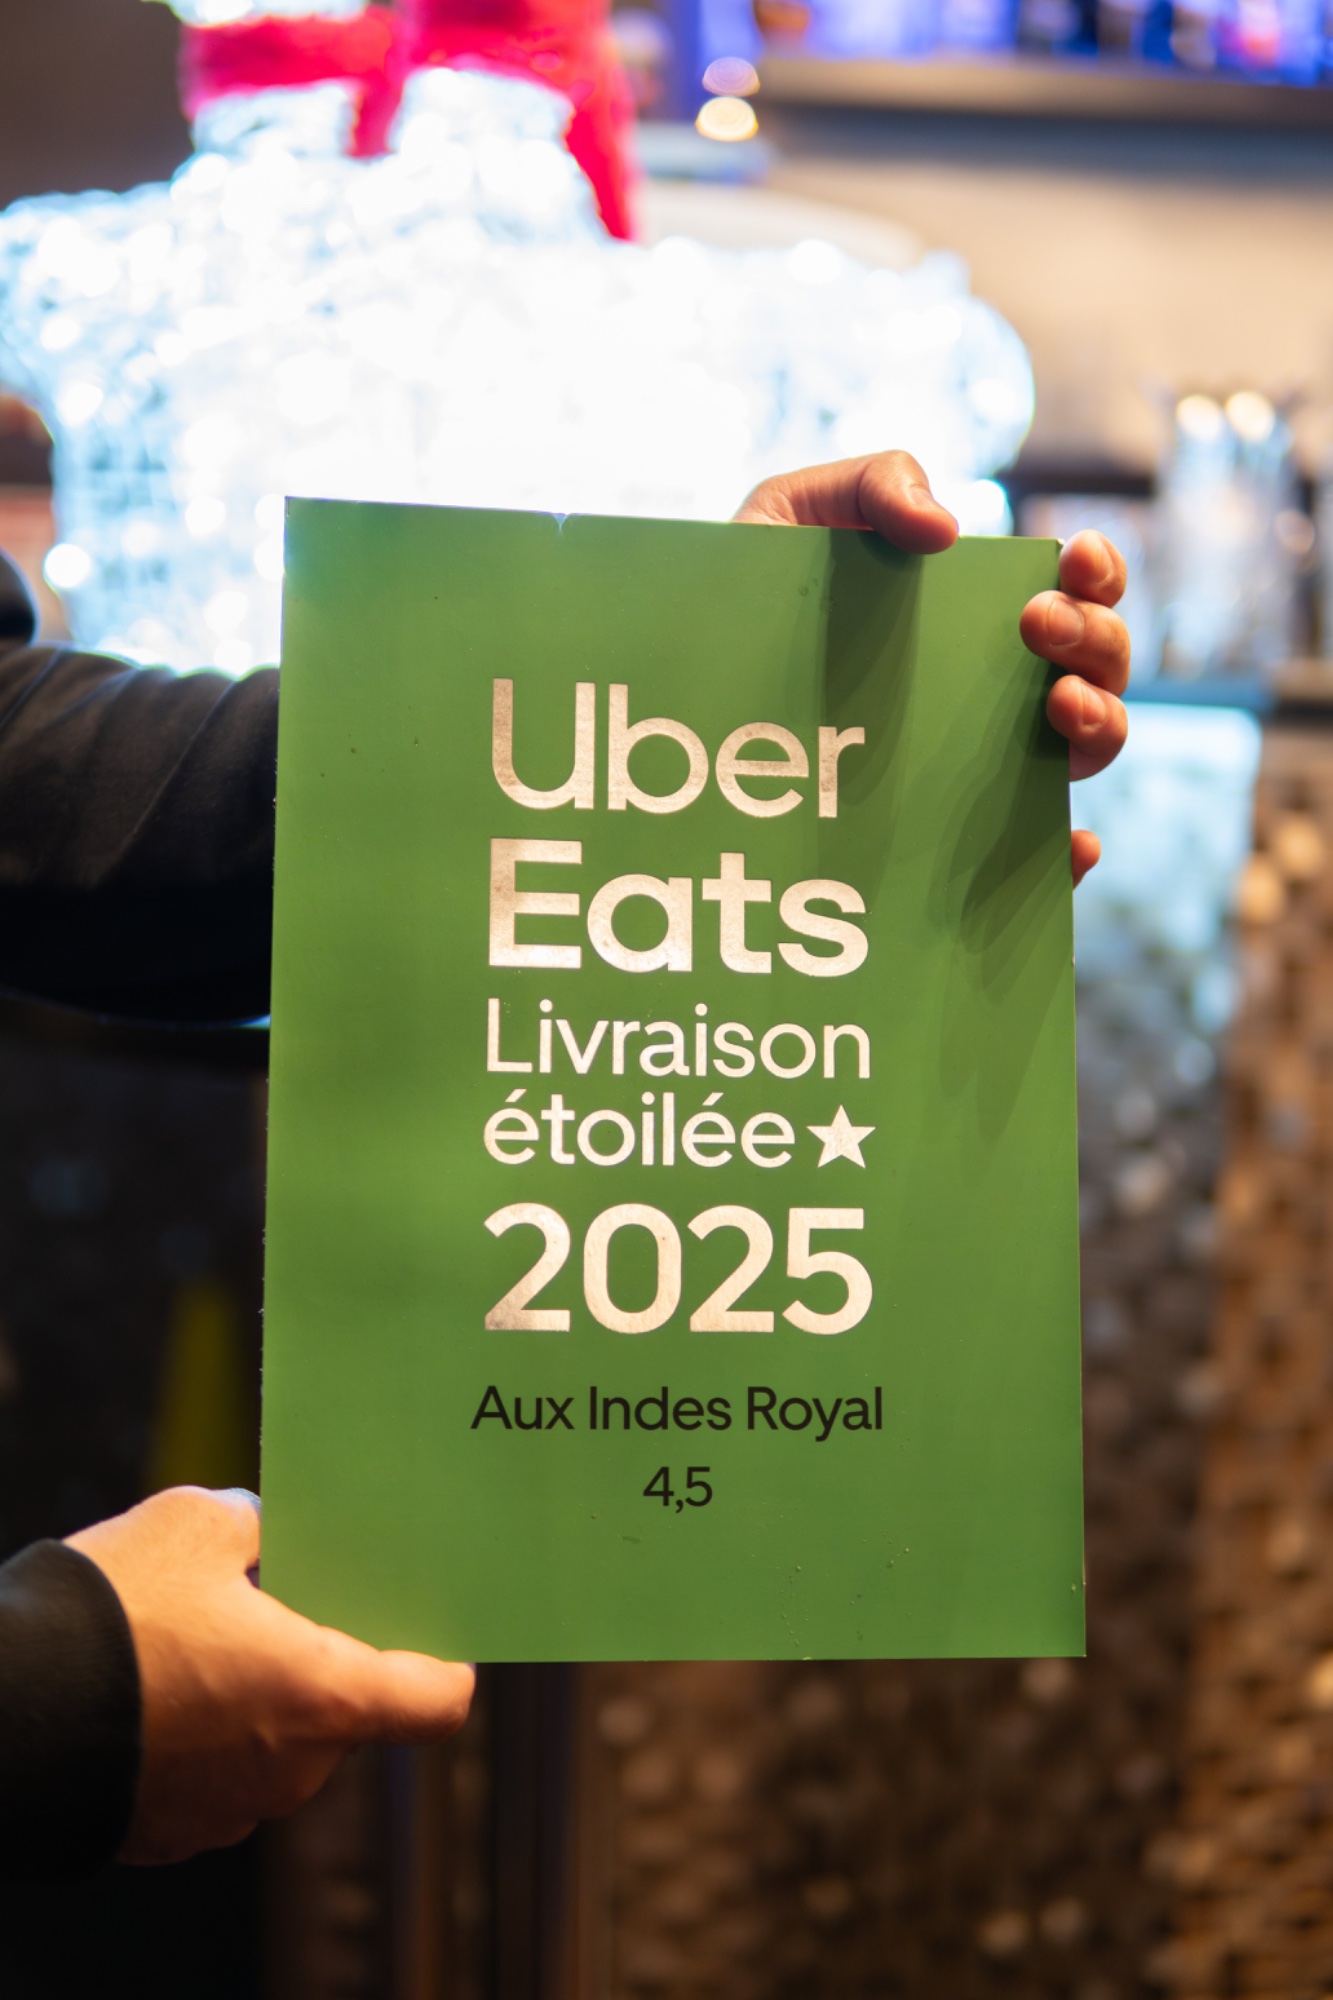 Uber
Eats
Livraison
étoilée★
2025
Aux Indes Royal
4,5